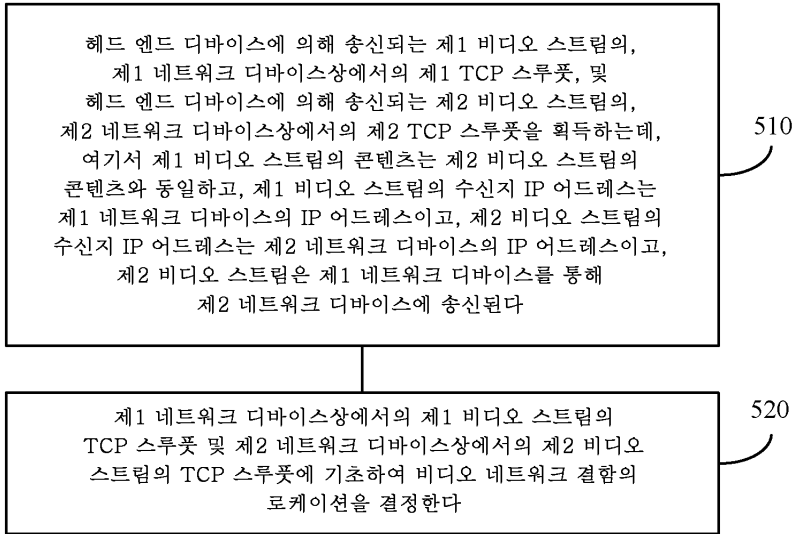 헤드 엔드 디바이스에 의해 송신되는 제1 비디오 스트림의,
제1 네트워크 디바이스상에서의 제1 TCP 스루풋, 및
헤드 엔드 디바이스에 의해 송신되는 제2 비디오 스트림의,
제2 네트워크 디바이스상에서의 제2 TCP 스루풋을 획득하는데,
여기서 제1 비디오 스트림의 콘텐츠는 제2 비디오 스트림의
콘텐츠와 동일하고, 제1 비디오 스트림의 수신지 IP 어드레스는
제1 네트워크 디바이스의 IP 어드레스이고, 제2 비디오 스트림의
수신지 IP 어드레스는 제2 네트워크 디바이스의 IP 어드레스이고,
제2 비디오 스트림은 제1 네트워크 디바이스를 통해
제2 네트워크 디바이스에 송신된다
510
제1 네트워크 디바이스상에서의 제1 비디오 스트림의
TCP 스루풋 및 제2 네트워크 디바이스상에서의 제2 비디오
스트림의 TCP 스루풋에 기초하여 비디오 네트워크 결함의
로케이션을 결정한다
520